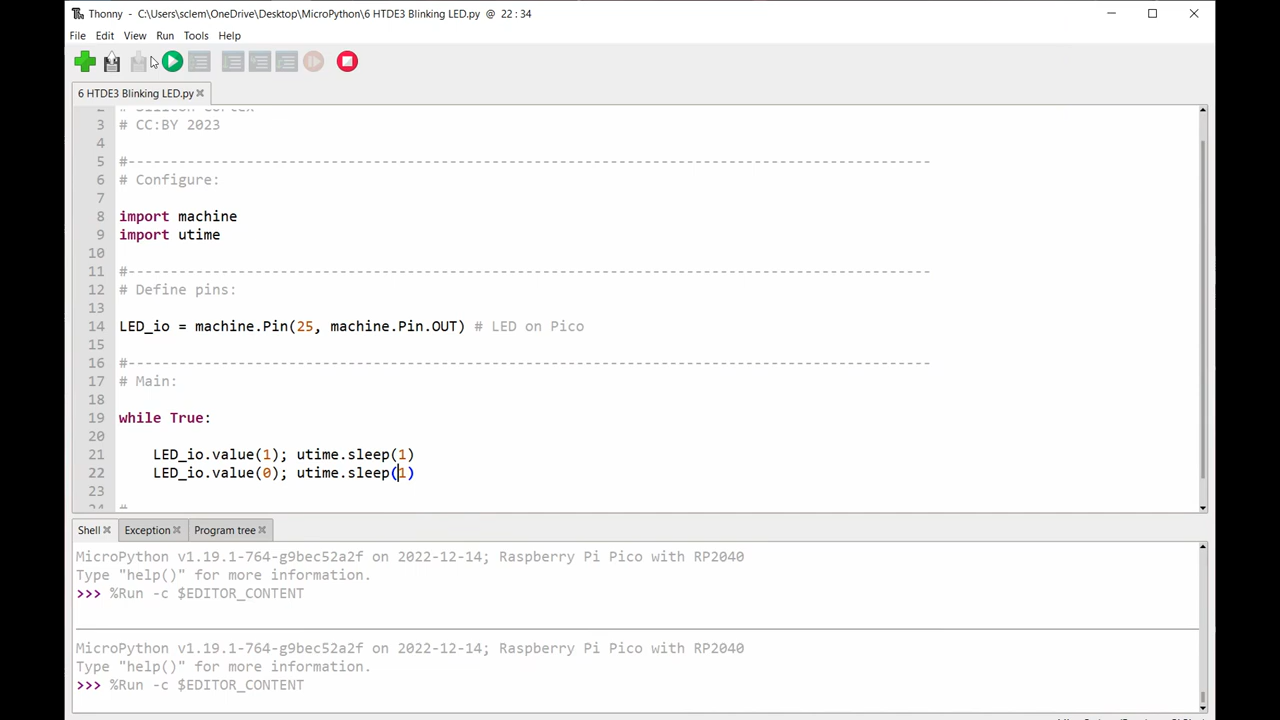 Thonny - C:\Users\sclem\OneDrive\Desktop\MicroPython\6 HTDE3 Blinking LED.py @ 22 : 34
File Edit View Run Tools Help
6 HTDE3 Blinking LED.py
3 # CC:BY 2023
4
5 #-----------------------------------------------------------------------------------------------
6 # Configure:
7
8 import machine
9 import utime
10
11 #-----------------------------------------------------------------------------------------------
12 # Define pins:
13
14 LED_io = machine.Pin(25, machine.Pin.OUT) # LED on Pico
15
16 #-----------------------------------------------------------------------------------------------
17 # Main:
18
19 while True:
20
21 LED_io.value(1); utime.sleep(1)
22 LED_io.value(0); utime.sleep(1)
23
24 #
Shell Exception Program tree
MicroPython v1.19.1-764-g9bec52a2f on 2022-12-14; Raspberry Pi Pico with RP2040
Type "help()" for more information.
>>> %Run -c $EDITOR_CONTENT
MicroPython v1.19.1-764-g9bec52a2f on 2022-12-14; Raspberry Pi Pico with RP2040
Type "help()" for more information.
>>> %Run -c $EDITOR_CONTENT